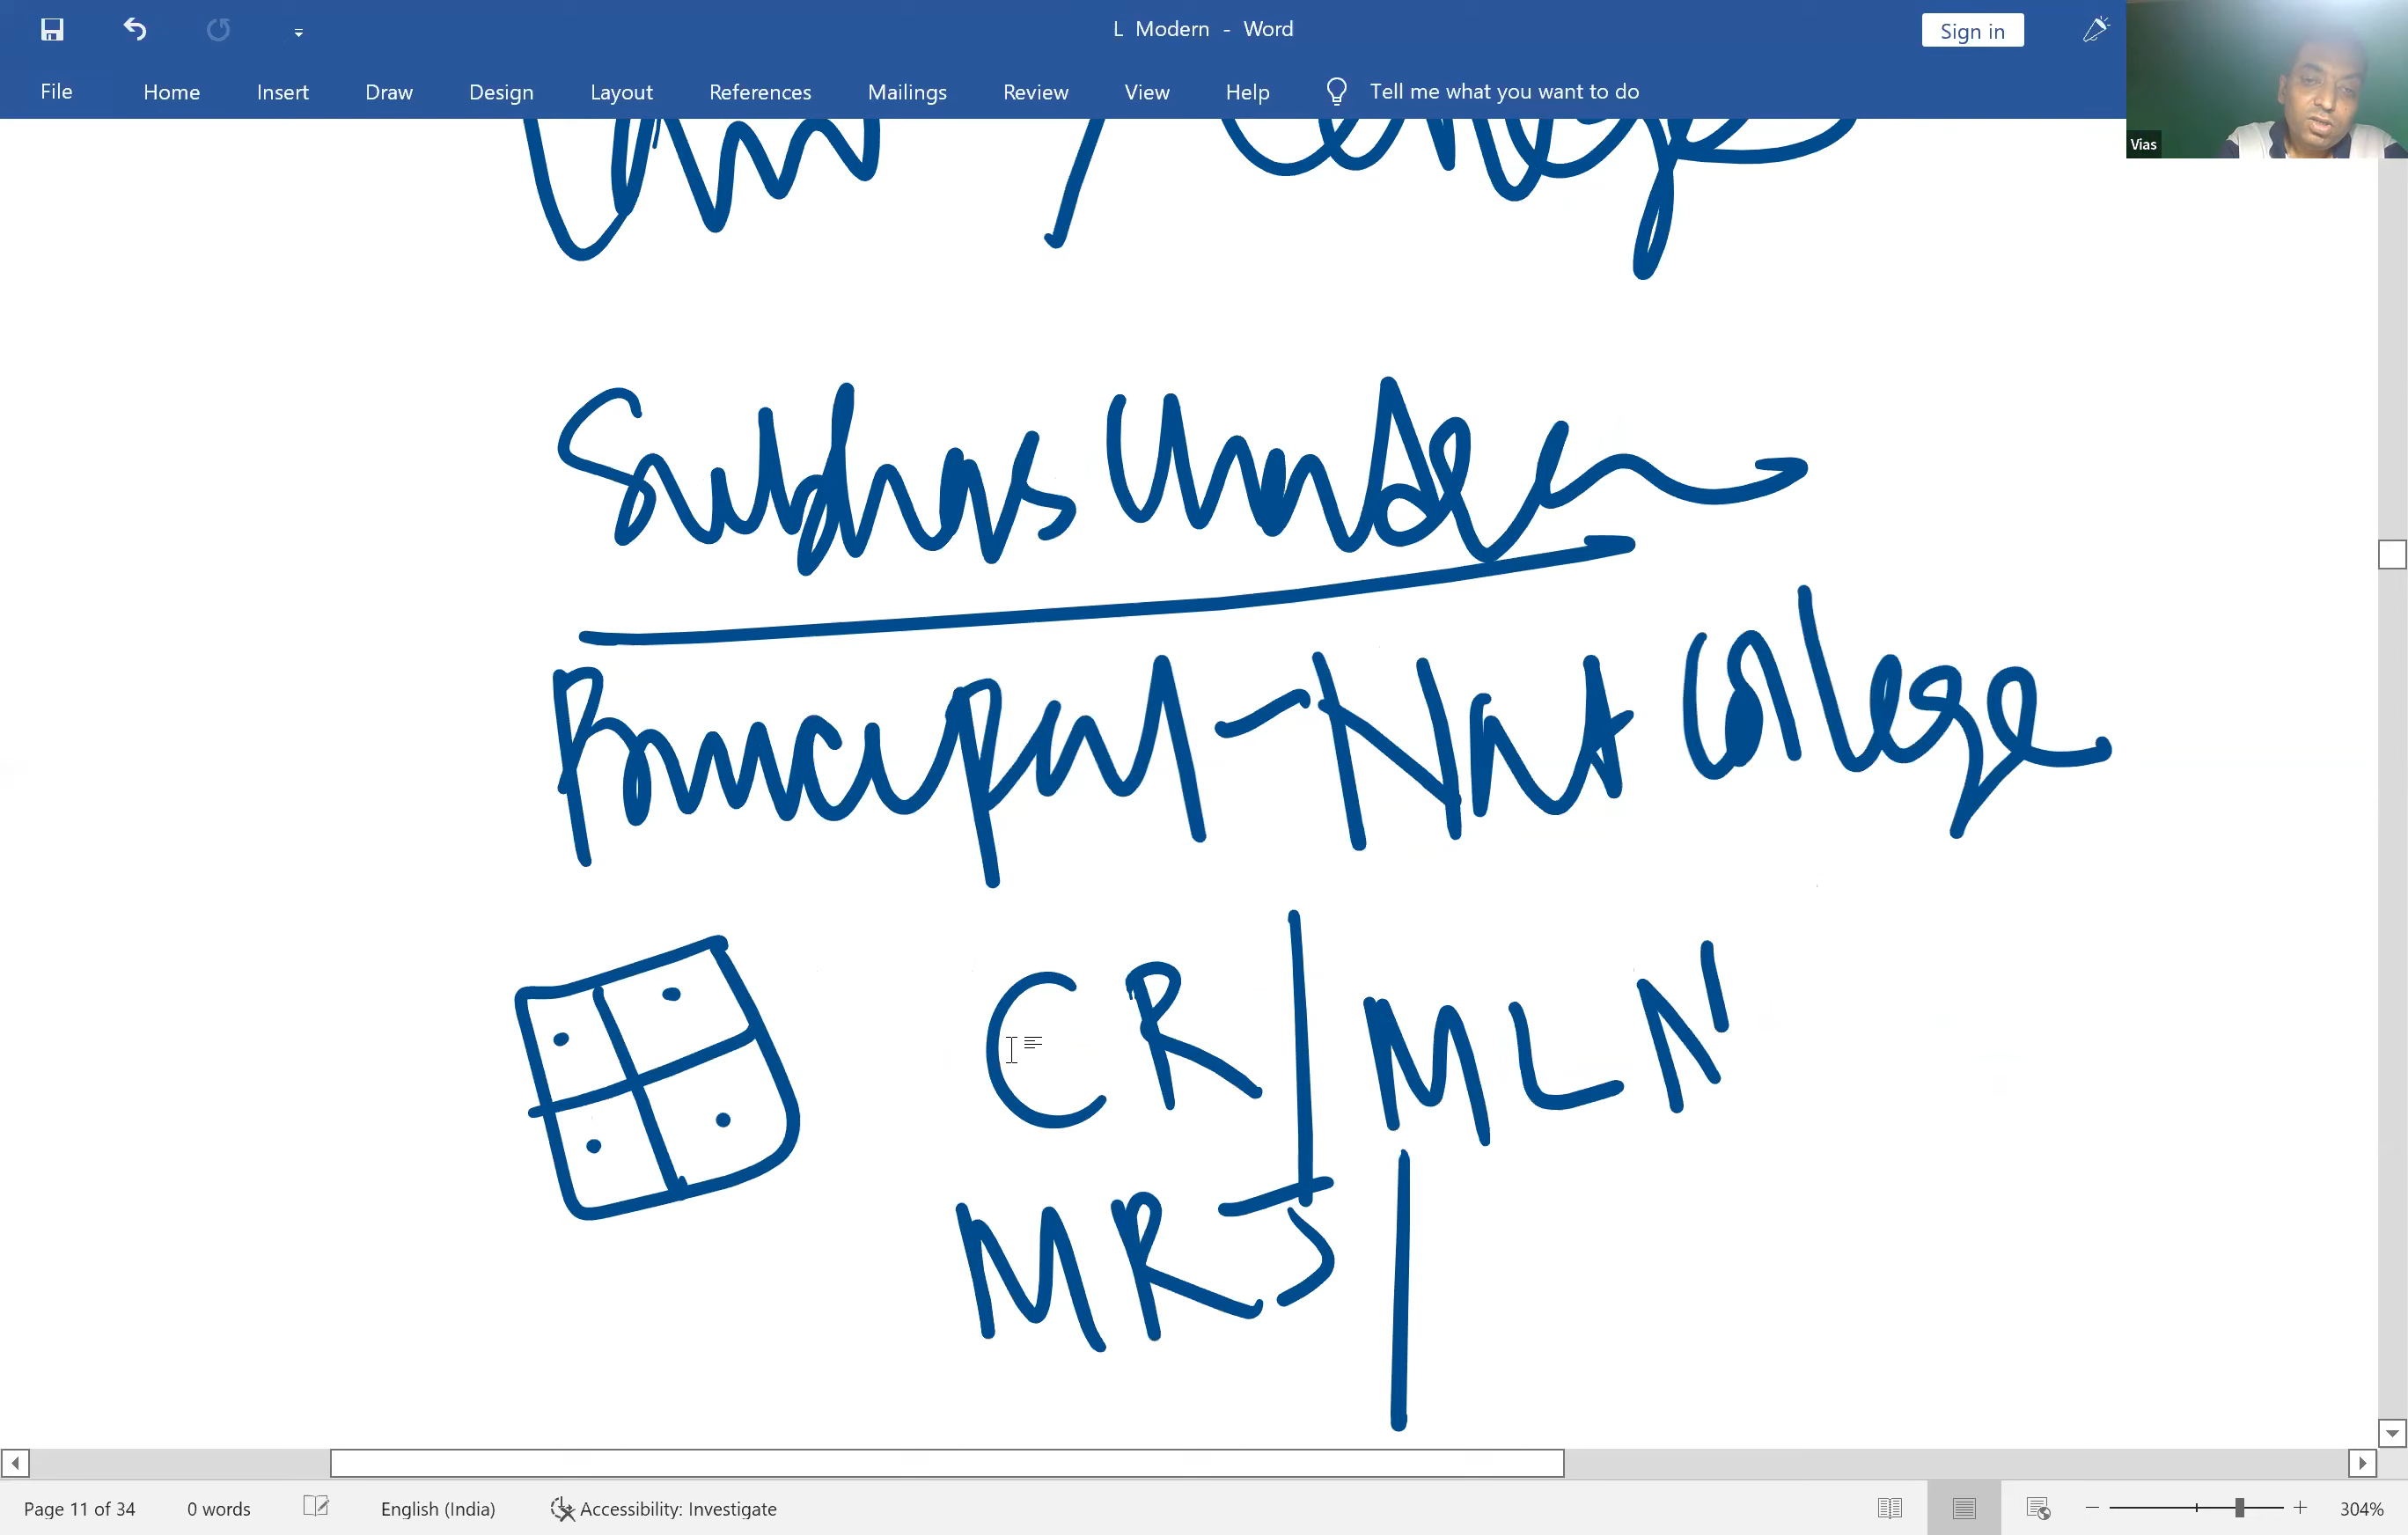 L Modern - Word
Sign in
File Home Insert Draw Design Layout References Mailings Review View Help Tell me what you want to do
Vias
Subhas Chandra
Principal - Nat College
CR | MLN
MRJ |
Page 11 of 34 0 words English (India) Accessibility: Investigate 304%